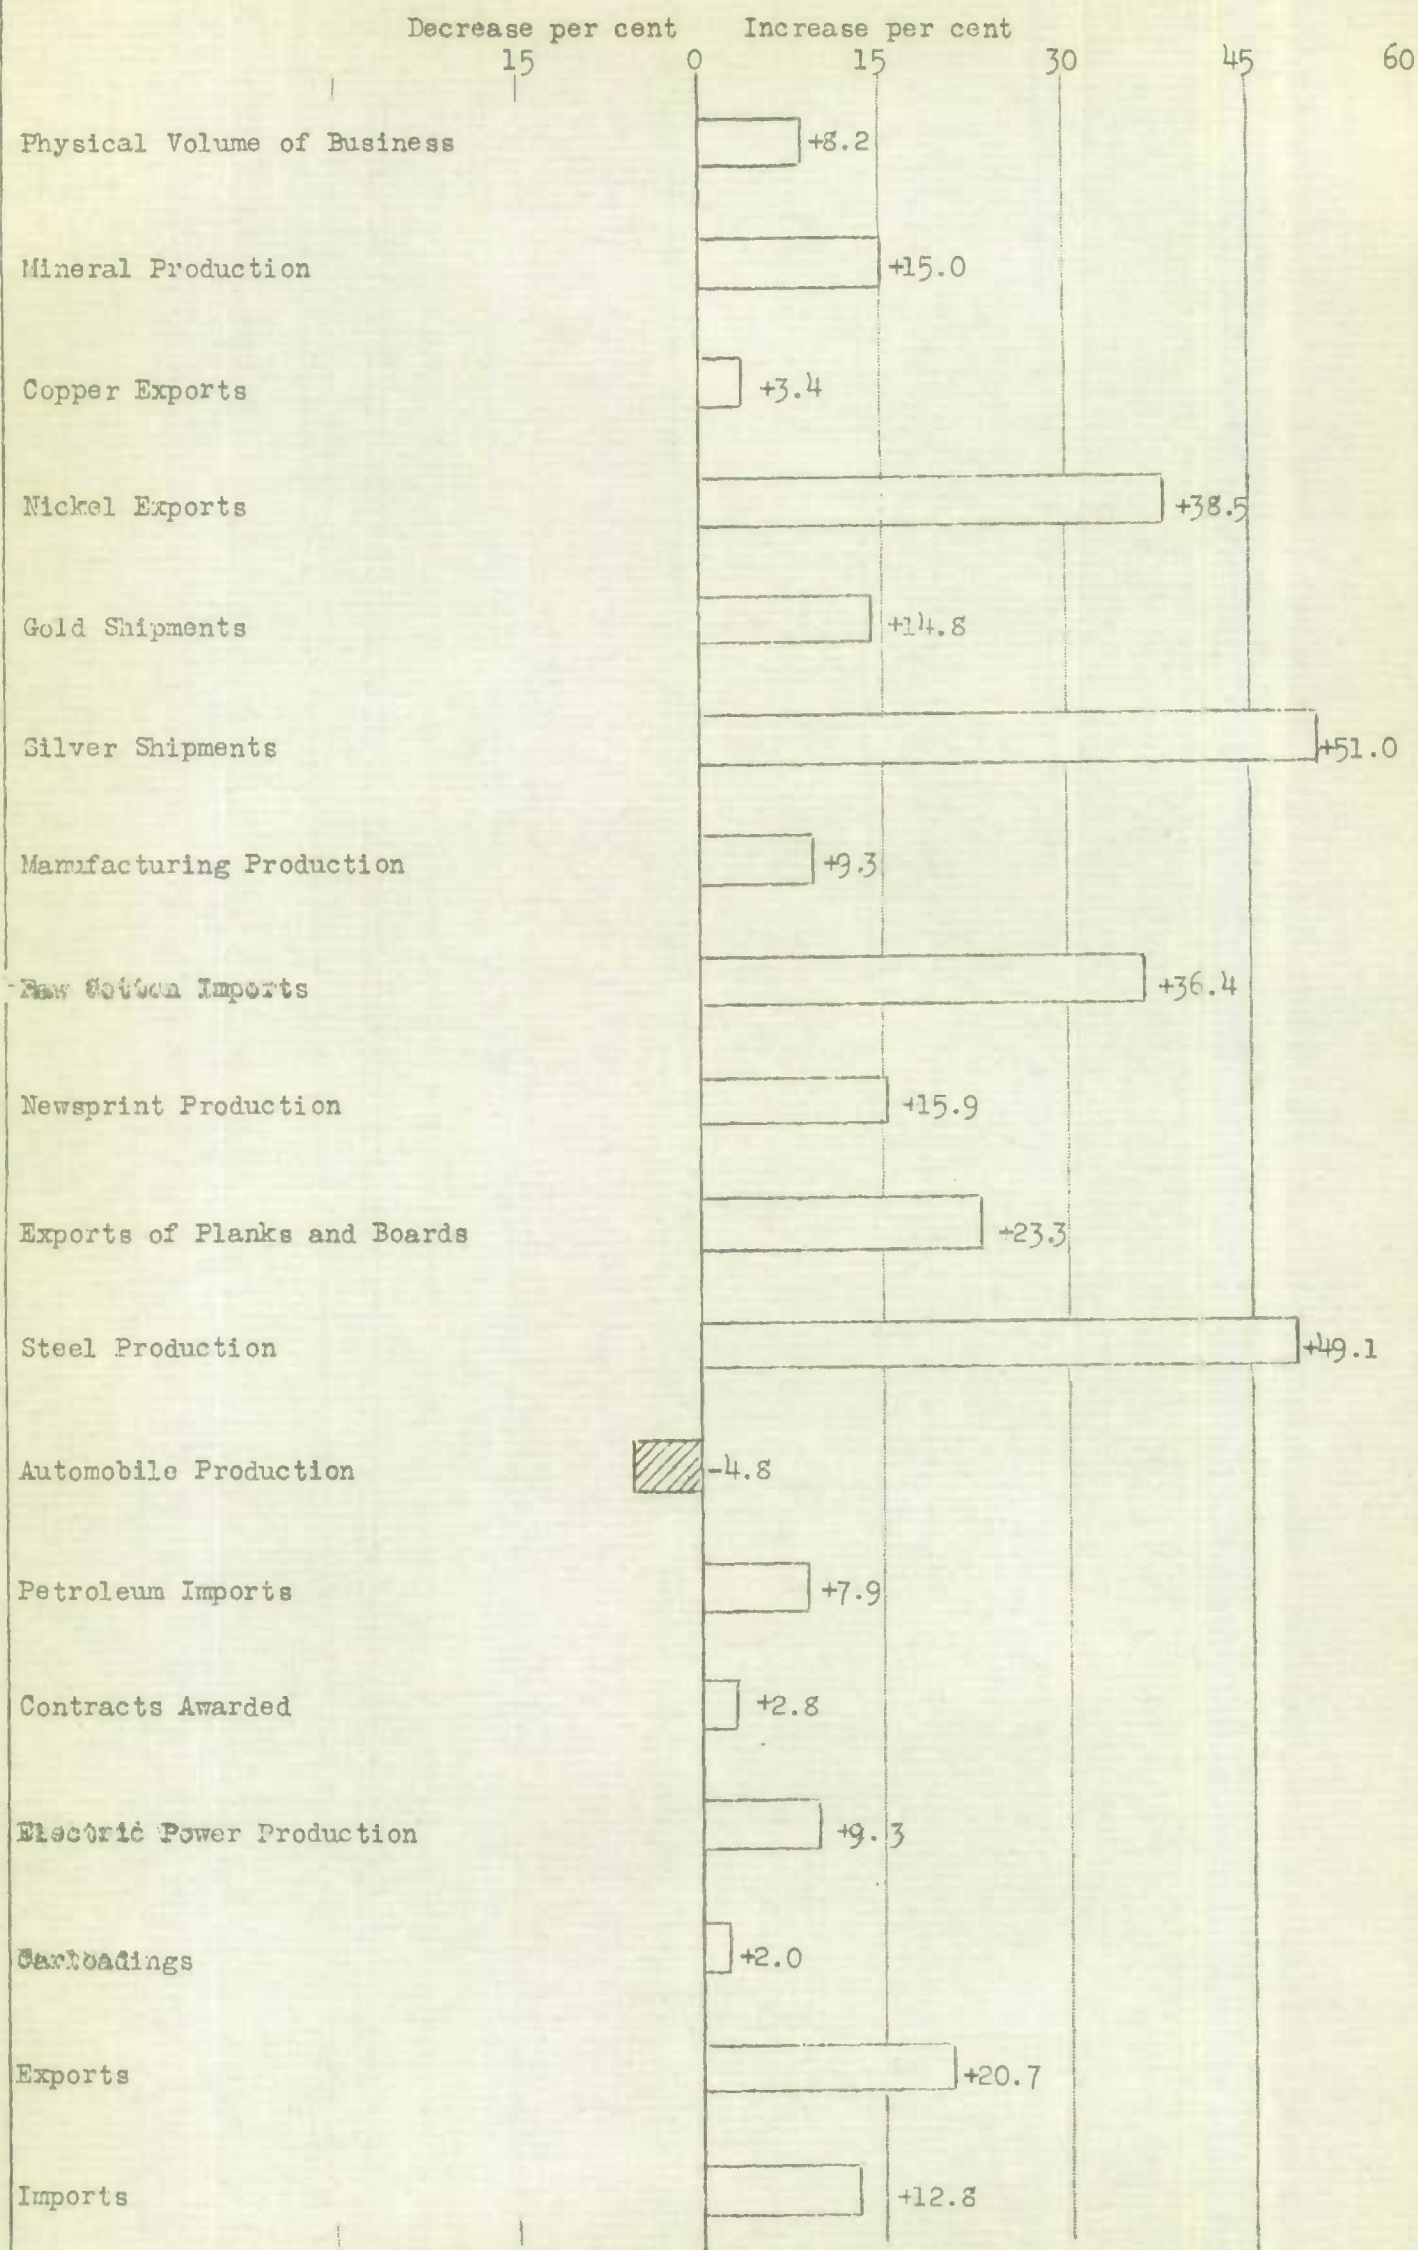 Decrease per cent Increase per cent
15 0 15 30 45 60
Physical Volume of Business +8.2
Mineral Production +15.0
Copper Exports +3.4
Nickel Exports +38.5
Gold Shipments +14.8
Silver Shipments +51.0
Manufacturing Production +9.3
Raw Cotton Imports +36.4
Newsprint Production +15.9
Exports of Planks and Boards +23.3
Steel Production +49.1
Automobile Production -4.8
Petroleum Imports +7.9
Contracts Awarded +2.8
Electric Power Production +9.3
Carloadings +2.0
Exports +20.7
Imports +12.8